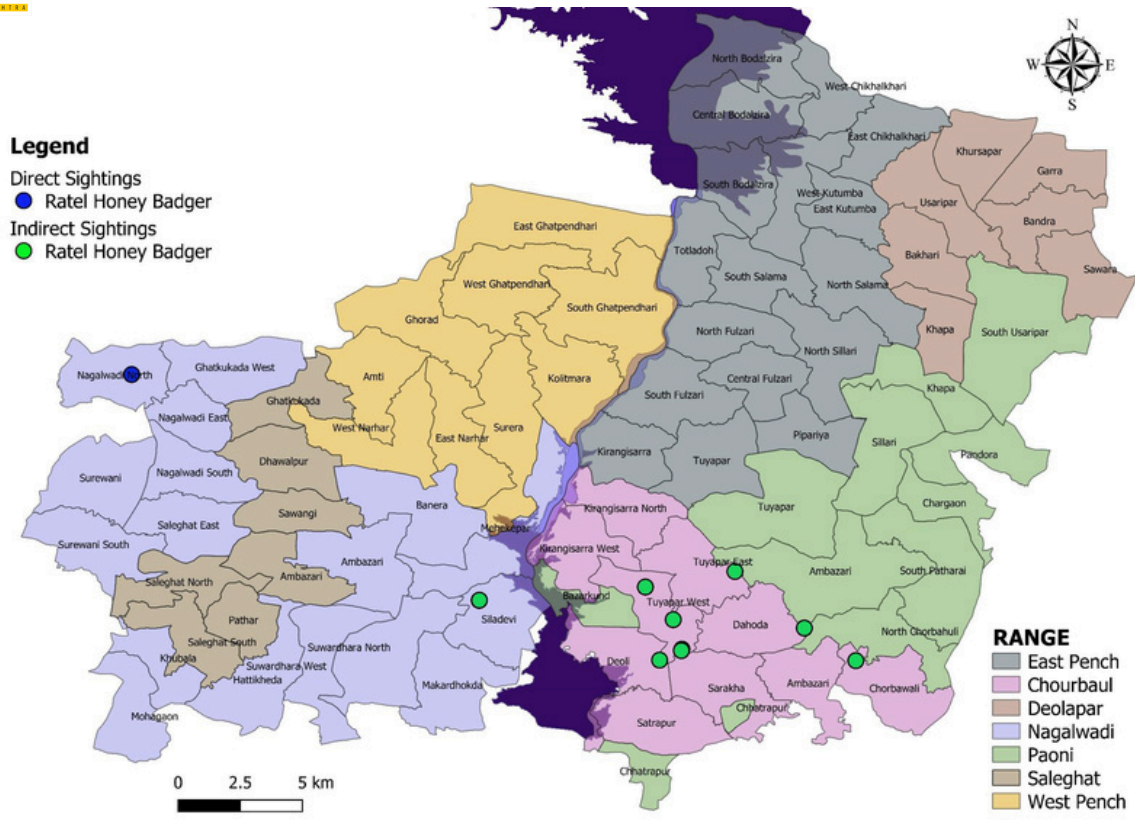 HTRA
N
W
E
S
Legend
Direct Sightings
Ratel Honey Badger
Indirect Sightings
Ratel Honey Badger
North Bodalzira
West Chikhalkhari
Central Bodalzira
East Chikhalkhari
Khursapar
Garra
South Bodalzira
West Kutumba
East Kutumba
Usaripar
Bandra
East Ghatpendhari
Totladoh
Bakhari
Sawara
South Salama
North Salama
West Ghatpendhari
South Ghatpendhari
Ghorad
North Fulzari
Khapa
South Usaripar
North Sillari
Nagalwadi North
Ghatkukada West
Amti
Kolitmara
Central Fulzari
Khapa
South Fulzari
Ghatkukada
Nagalwadi East
West Narhar
East Narhar
Surera
Pipariya
Sillari
Kirangisarra
Tuyapar
Pandora
Dhawalpur
Surewani
Nagalwadi South
Chargaon
Banera
Kirangisarra North
Tuyapar
Sawangi
Saleghat East
Mehekepar
Surewani South
Kirangisarra West
Ambazari
Tuyapar East
Ambazari
South Patharai
Saleghat North
Ambazari
Bazarkund
Tuyapar West
Pathar
Siladevi
Dahoda
North Chorbahuli
Saleghat South
Suwardhara North
Khubala
Suwardhara West
Deoli
Hattikheda
Makardhokda
Sarakha
Ambazari
Chorbawali
Mohagaon
Satrapur
Chhatrapur
Chhatrapur
0 2.5 5 km
RANGE
East Pench
Chourbaul
Deolapar
Nagalwadi
Paoni
Saleghat
West Pench